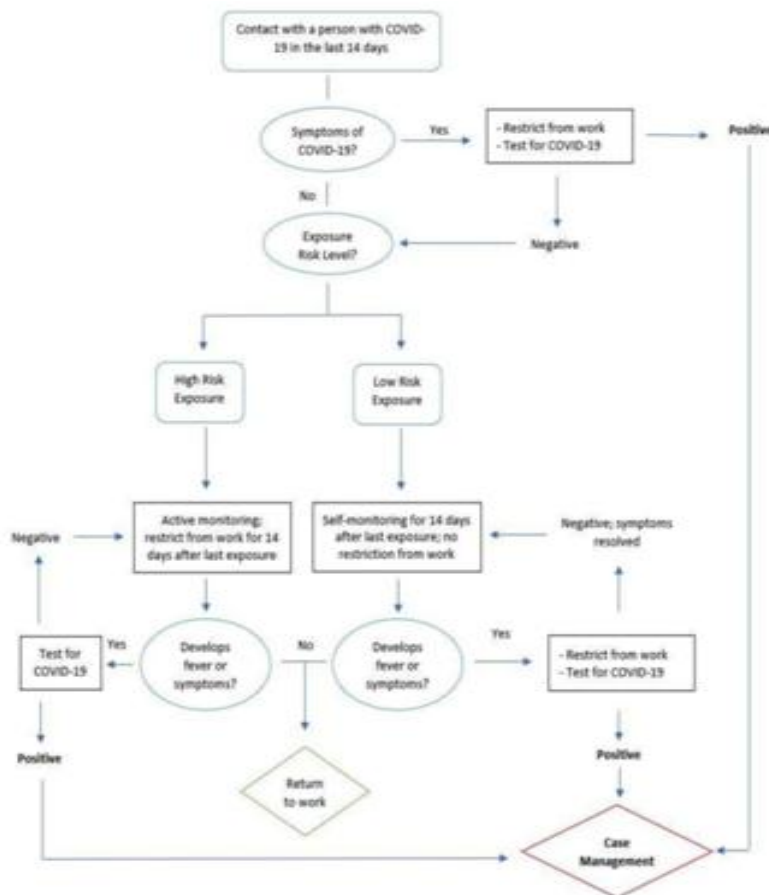 Contact with a person with COVID-
19 in the last 14 days
Symptoms of
COVID-19?
Yes
- Restrict from work
- Test for COVID-19
Positive
No
Exposure
Risk Level?
Negative
High Risk
Exposure
Low Risk
Exposure
Negative
Active monitoring;
restrict from work for 14
days after last exposure
Self-monitoring for 14 days
after last exposure; no
restriction from work
Negative; symptoms
resolved
Test for
COVID-19
Yes
Develops
fever or
symptoms?
No
Develops
fever or
symptoms?
Yes
- Restrict from work
- Test for COVID-19
Positive
Return
to work
Positive
Case
Management